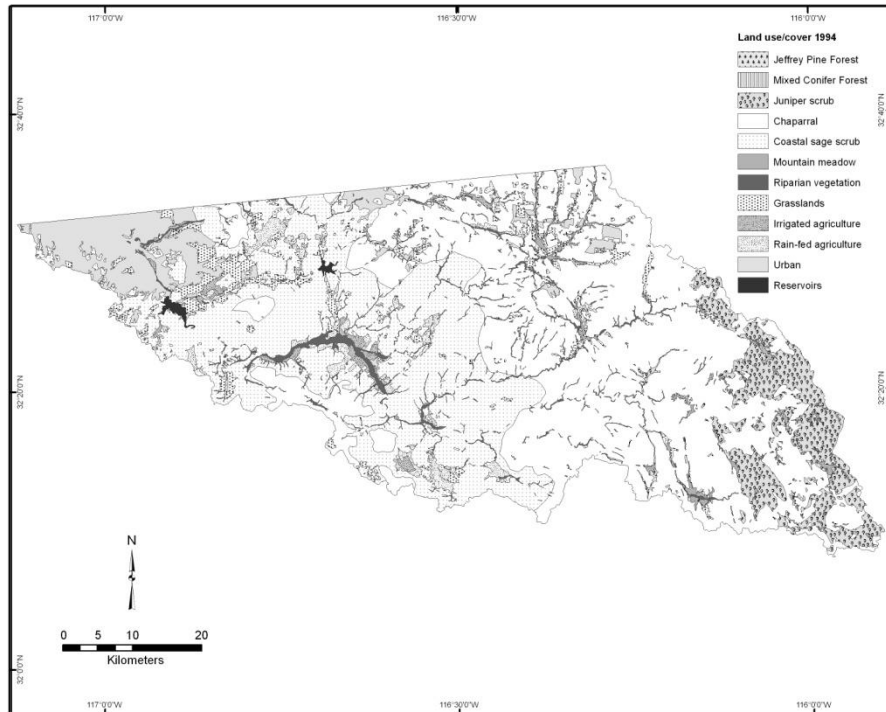 117°0'0"W 116°30'0"W 116°0'0"W
Land use/cover 1994
Jeffrey Pine Forest
Mixed Conifer Forest
Juniper scrub
Chaparral
Coastal sage scrub
Mountain meadow
Riparian vegetation
Grasslands
Irrigated agriculture
Rain-fed agriculture
Urban
Reservoirs
32°40'0"N 32°40'0"N
32°20'0"N 32°20'0"N
N
0 5 10 20
Kilometers
32°0'0"N 32°0'0"N
117°0'0"W 116°30'0"W 116°0'0"W